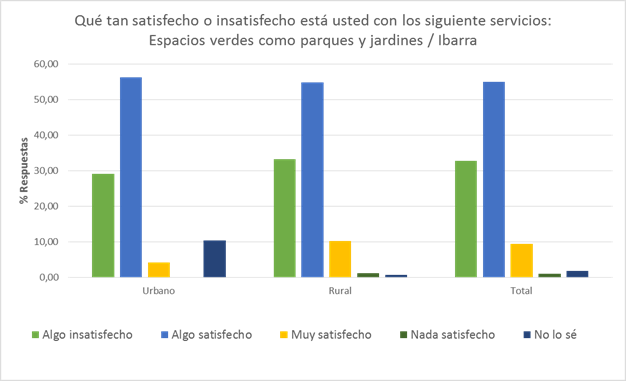 Qué tan satisfecho o insatisfecho está usted con los siguiente servicios:
Espacios verdes como parques y jardines / Ibarra
% Respuestas
60,00
50,00
40,00
30,00
20,00
10,00
0,00
Urbano Rural Total
Algo insatisfecho Algo satisfecho Muy satisfecho Nada satisfecho No lo sé